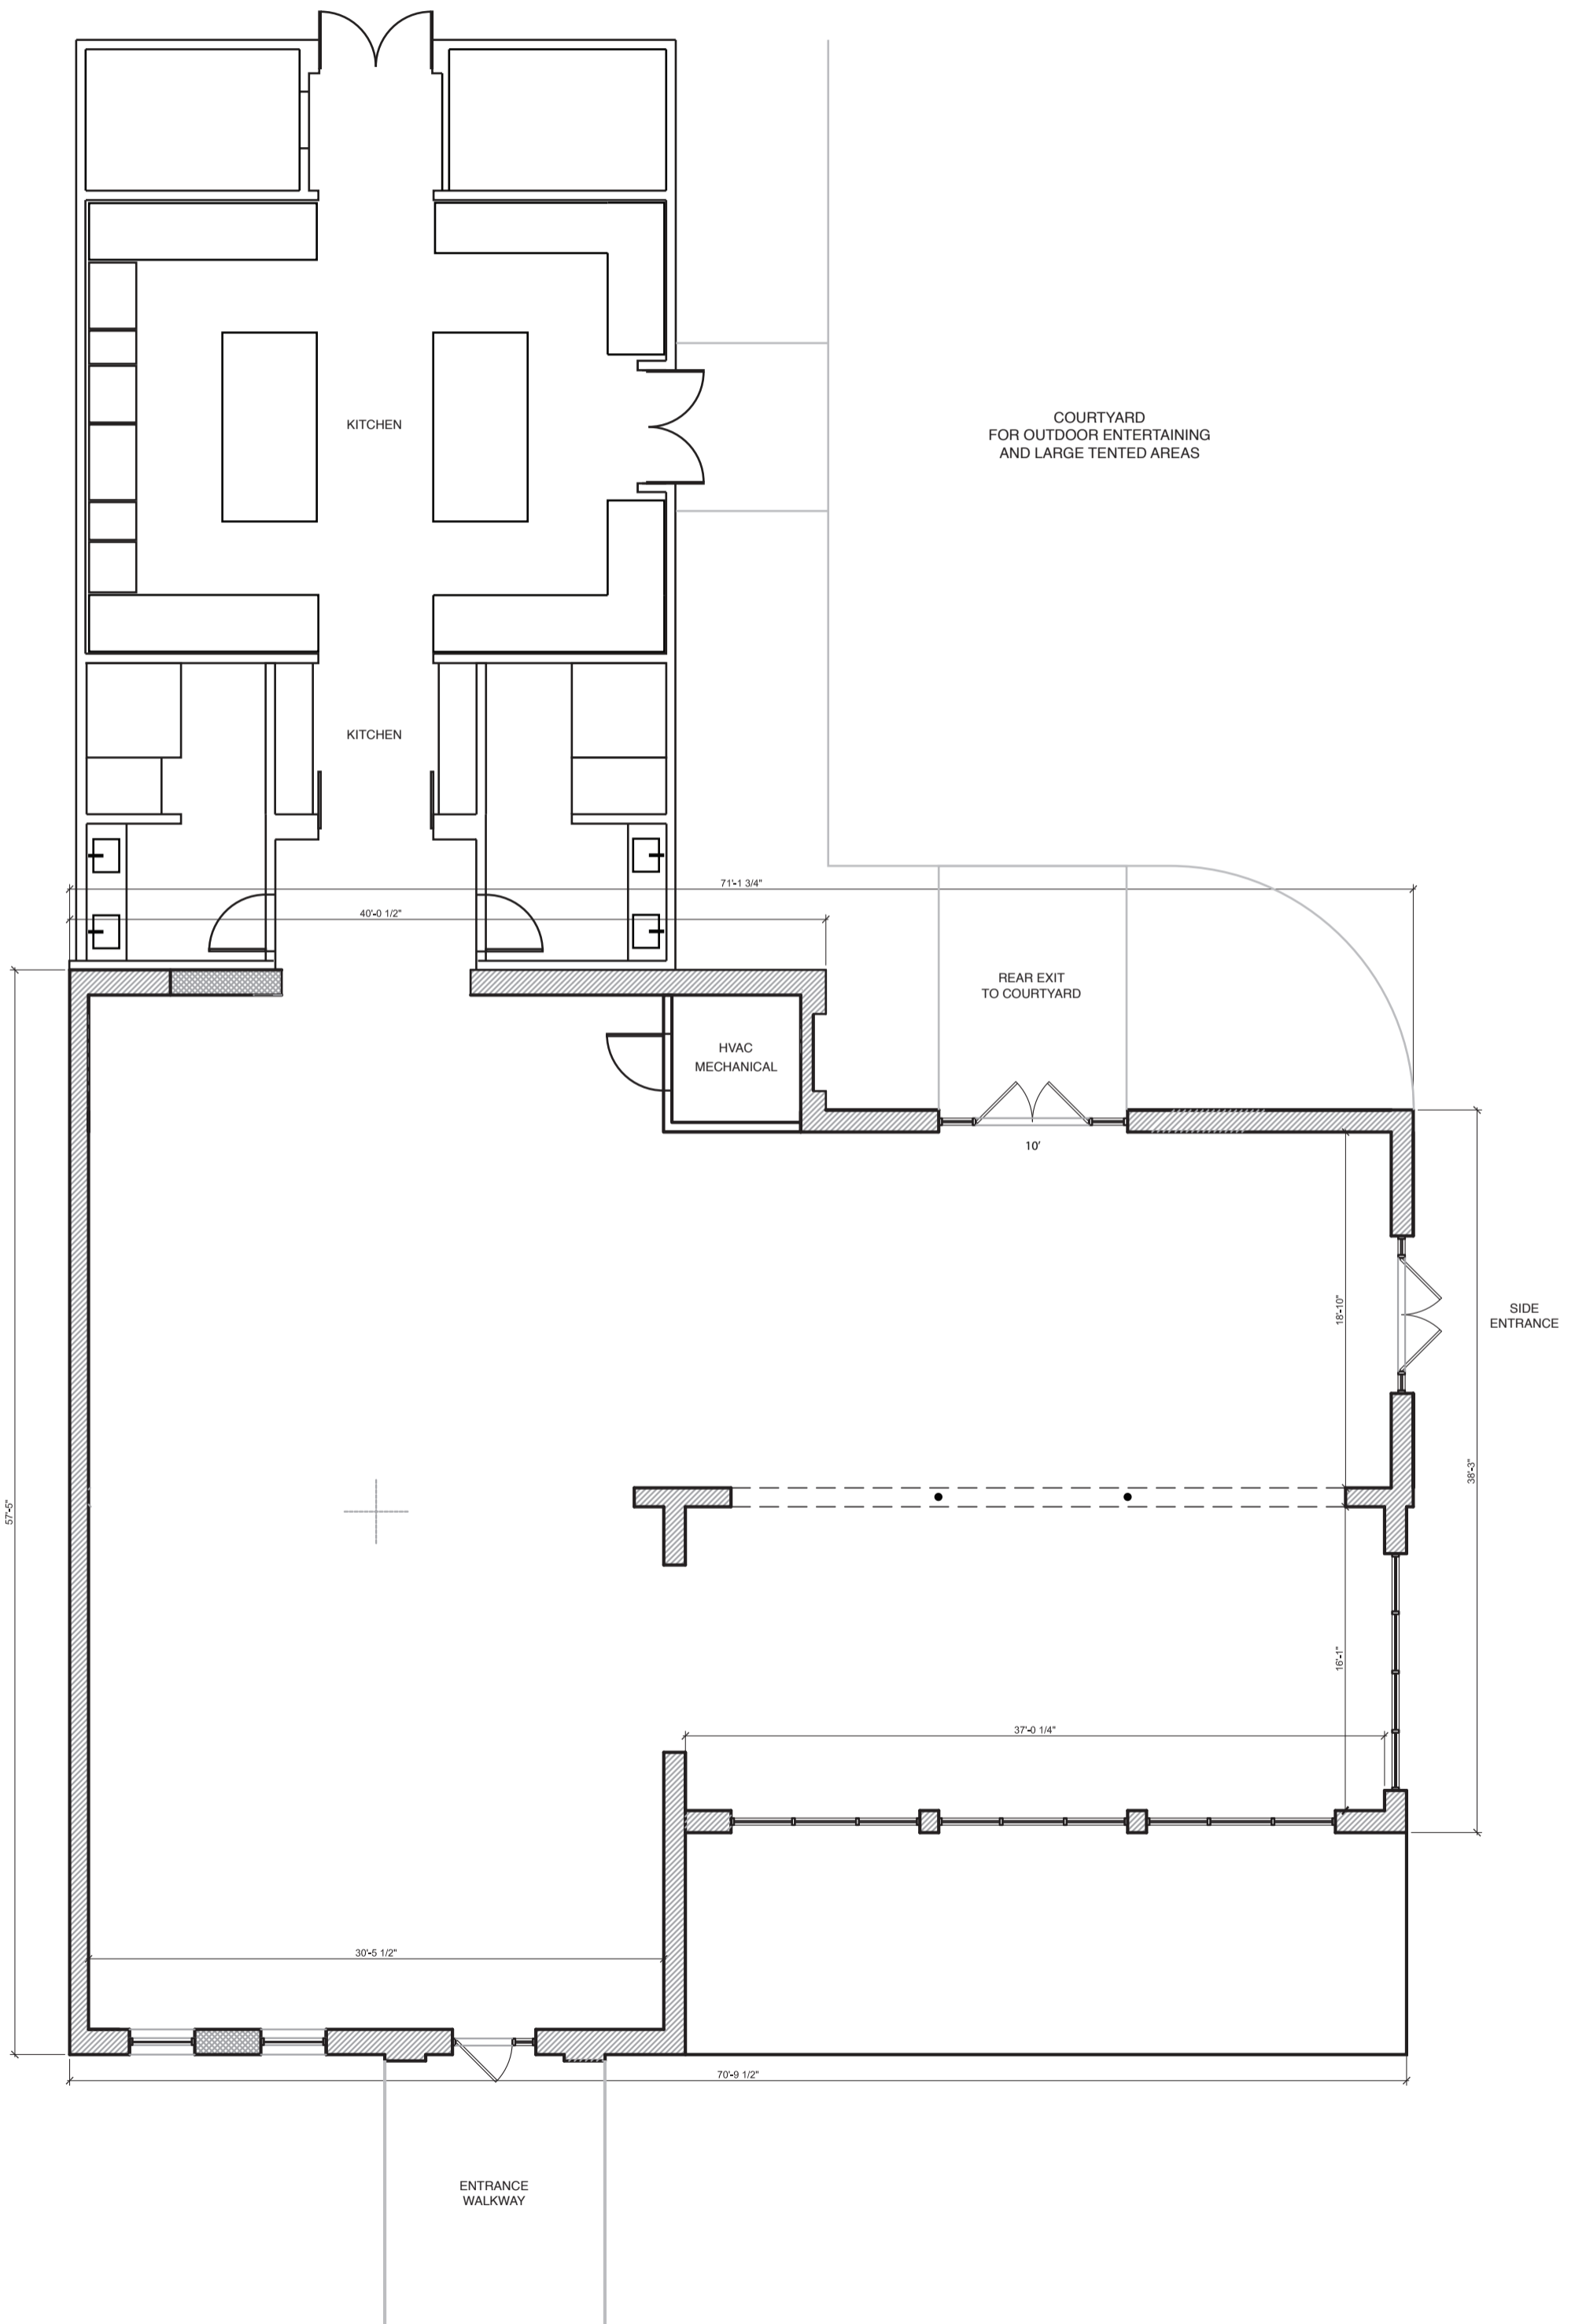 KITCHEN
COURTYARD
FOR OUTDOOR ENTERTAINING
AND LARGE TENTED AREAS
KITCHEN
71'-1 3/4"
40'-0 1/2"
REAR EXIT
TO COURTYARD
HVAC
MECHANICAL
10'
18'-10"
SIDE
ENTRANCE
38'-3"
57'-5"
16'-1"
37'-0 1/4"
30'-5 1/2"
70'-9 1/2"
ENTRANCE
WALKWAY